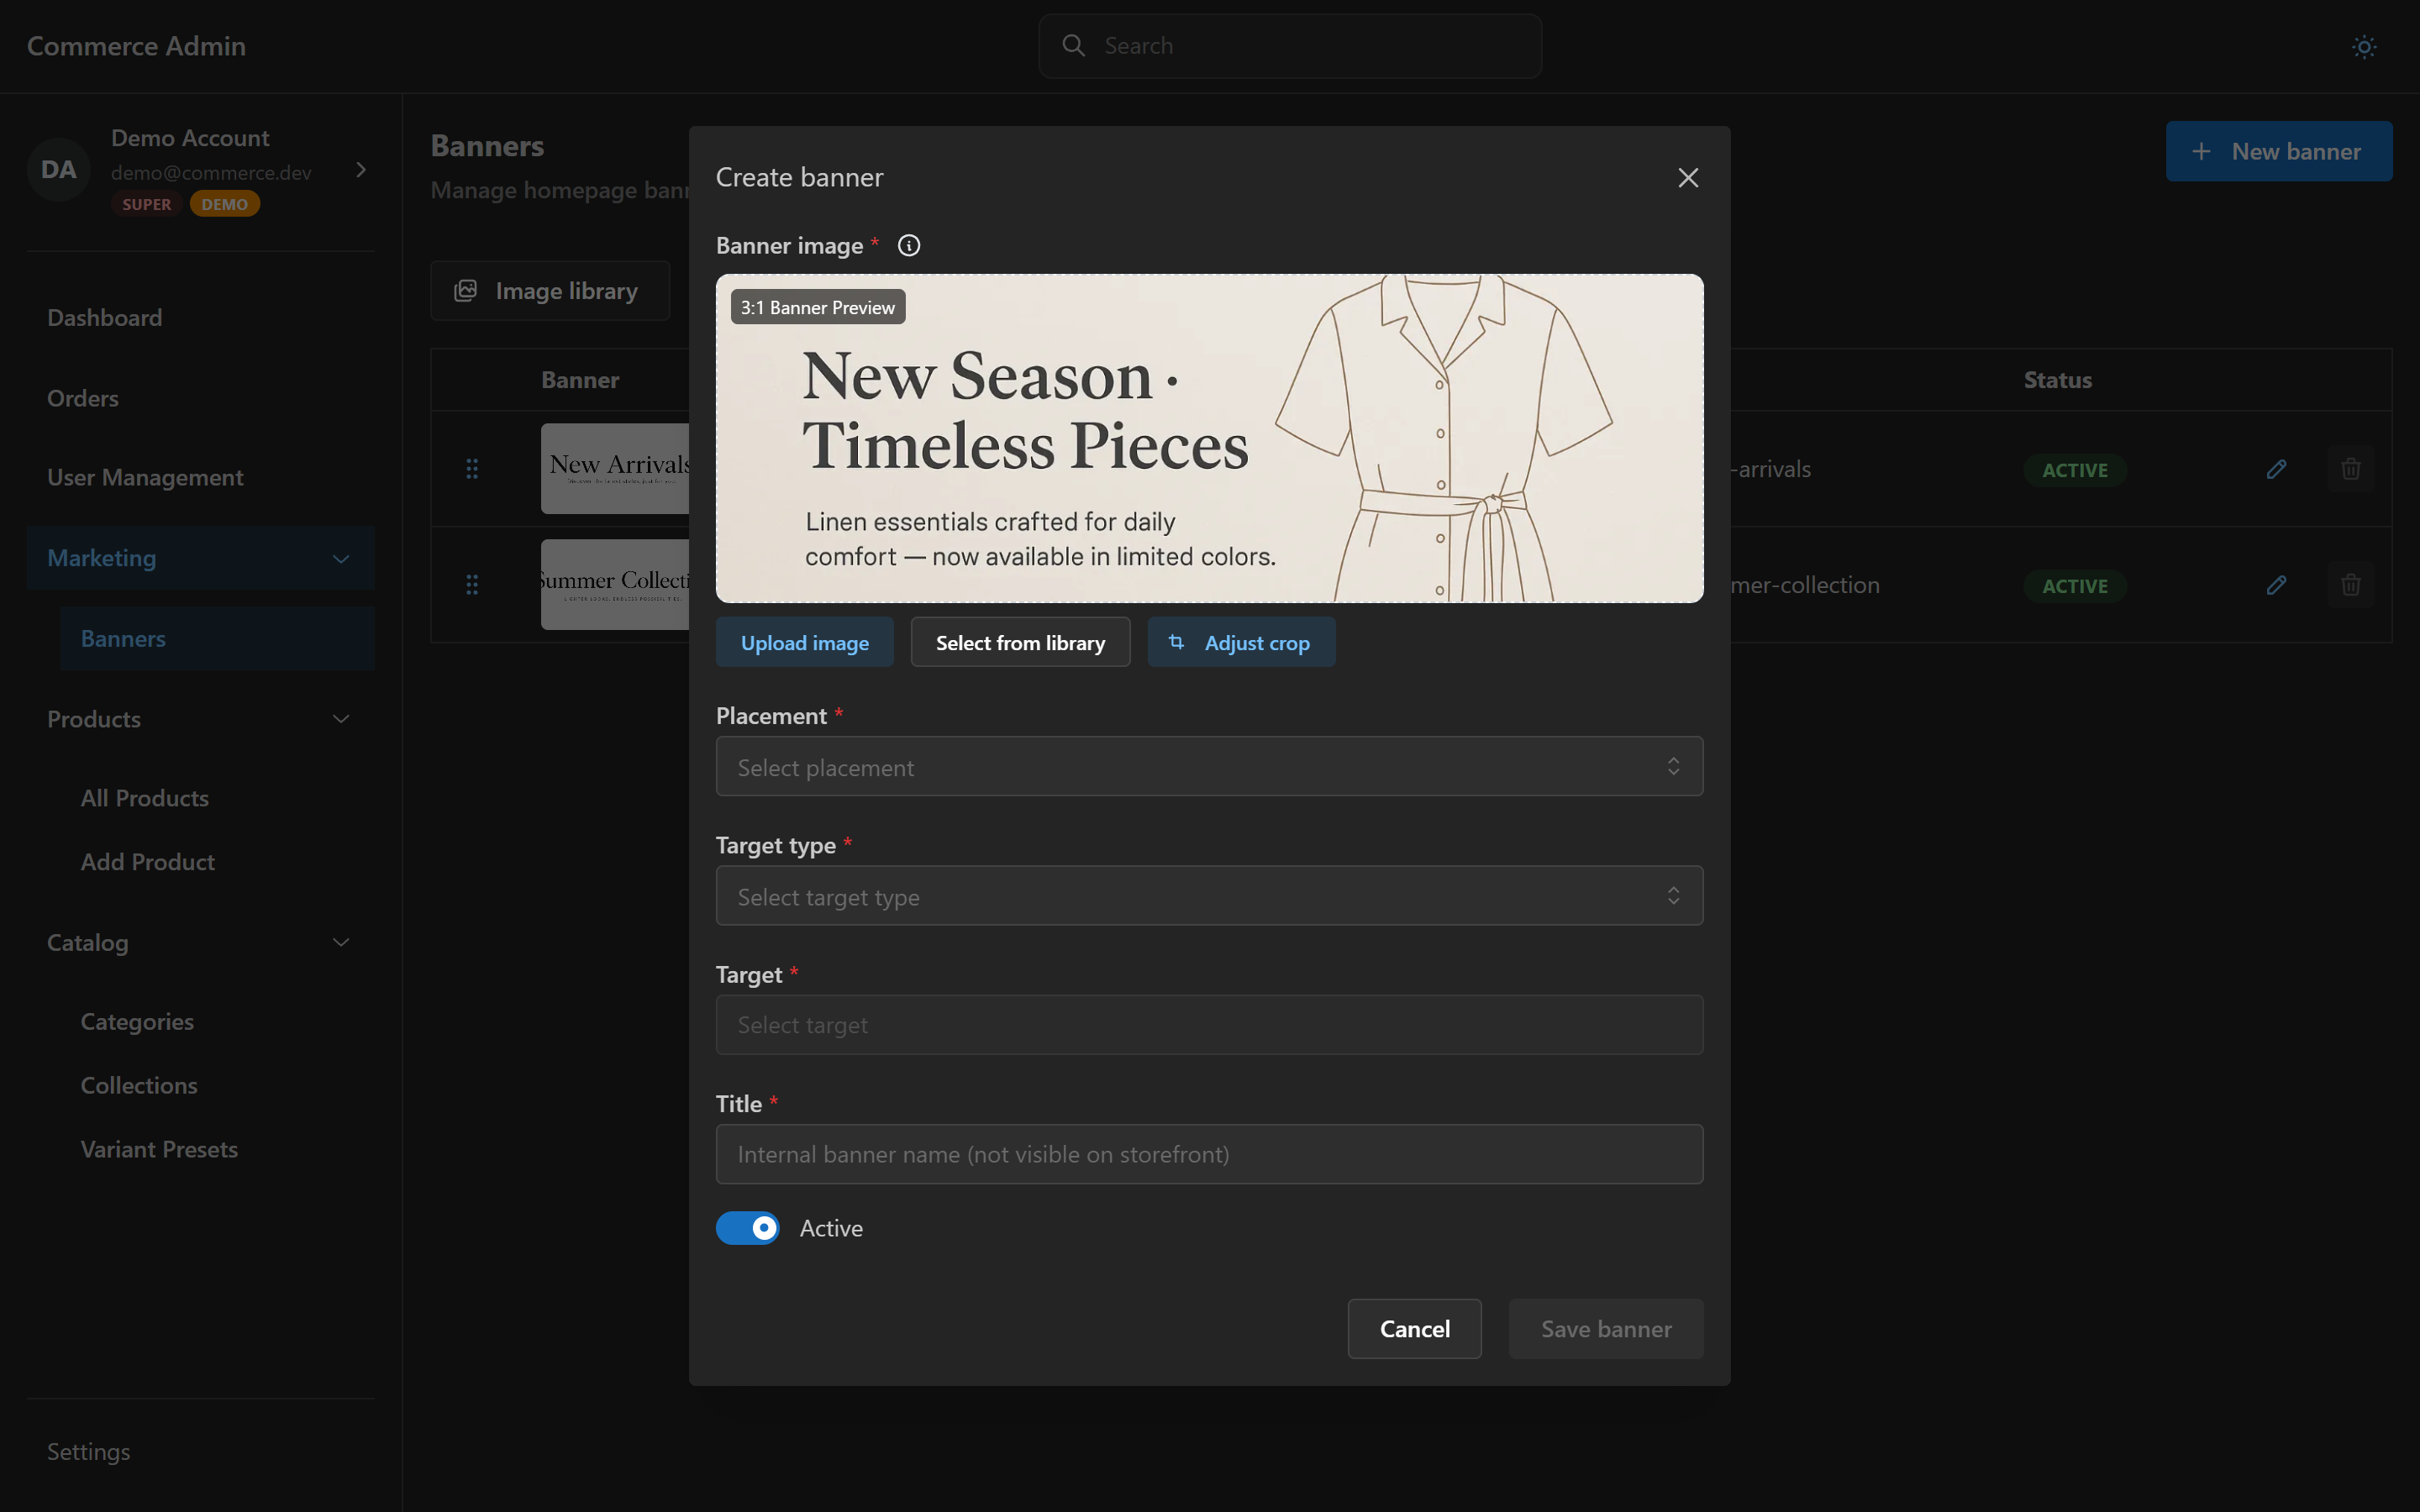 Commerce Admin
Search
DA
Demo Account
demo@commerce.dev
SUPER
DEMO
Dashboard
Orders
User Management
Marketing
Banners
Products
All Products
Add Product
Catalog
Categories
Collections
Variant Presets
Settings
Banners
Manage homepage bann
New banner
Image library
Banner
Status
New Arrivals
-arrivals
ACTIVE
Summer Collecti
mer-collection
ACTIVE
Create banner
Banner image *
3:1 Banner Preview
New Season ·
Timeless Pieces
Linen essentials crafted for daily
comfort — now available in limited colors.
Upload image
Select from library
Adjust crop
Placement *
Select placement
Target type *
Select target type
Target *
Select target
Title *
Internal banner name (not visible on storefront)
Active
Cancel
Save banner